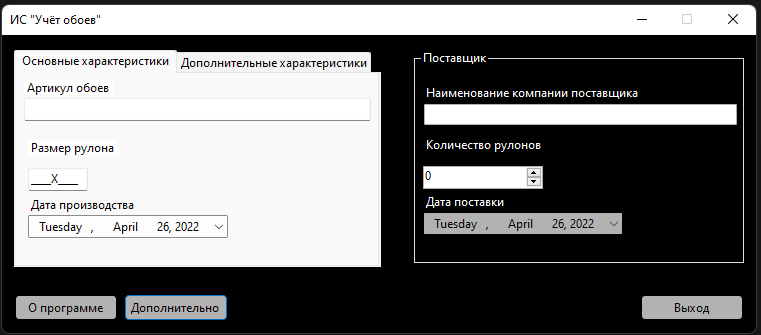 ИС "Учёт обоев"
Основные характеристики
Дополнительные характеристики
Артикул обоев
Размер рулона
___X___
Дата производства
Tuesday , April 26, 2022
Поставщик
Наименование компании поставщика
Количество рулонов
0
Дата поставки
Tuesday , April 26, 2022
О программе
Дополнительно
Выход